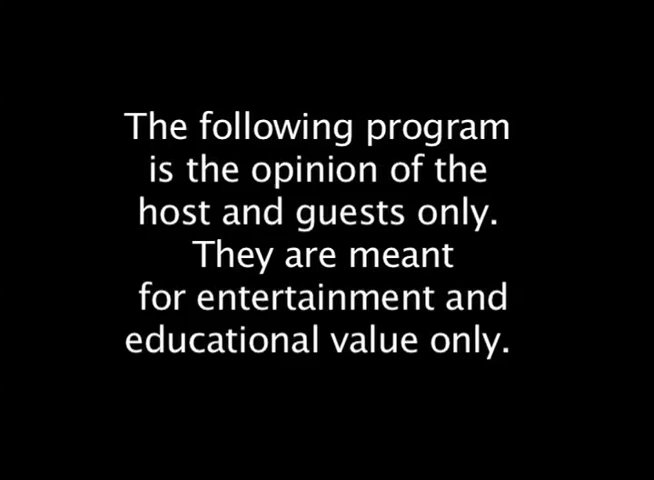 The following program
is the opinion of the
host and guests only.
They are meant
for entertainment and
educational value only.